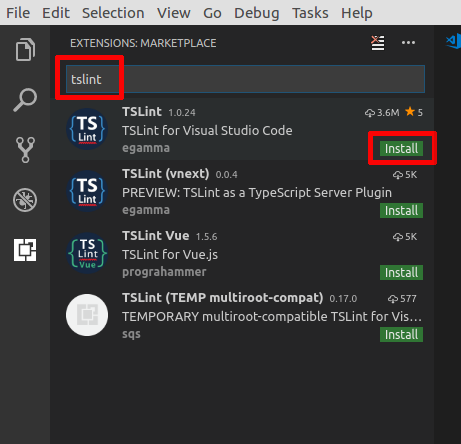 File Edit Selection View Go Debug Tasks Help
EXTENSIONS: MARKETPLACE
tslint
TSLint 1.0.24 3.6M 5
TSLint for Visual Studio Code
egamma Install
TSLint (vnext) 0.0.4 5K
PREVIEW: TSLint as a TypeScript Server Plugin
egamma Install
TSLint Vue 1.5.6 5K
TSLint for Vue.js
prograhammer Install
TSLint (TEMP multiroot-compat) 0.17.0 577
TEMPORARY multiroot-compatible TSLint for Vis...
sqs Install
{TS}
Lint
{TS}
Lint
{TS}
Lint
Vue